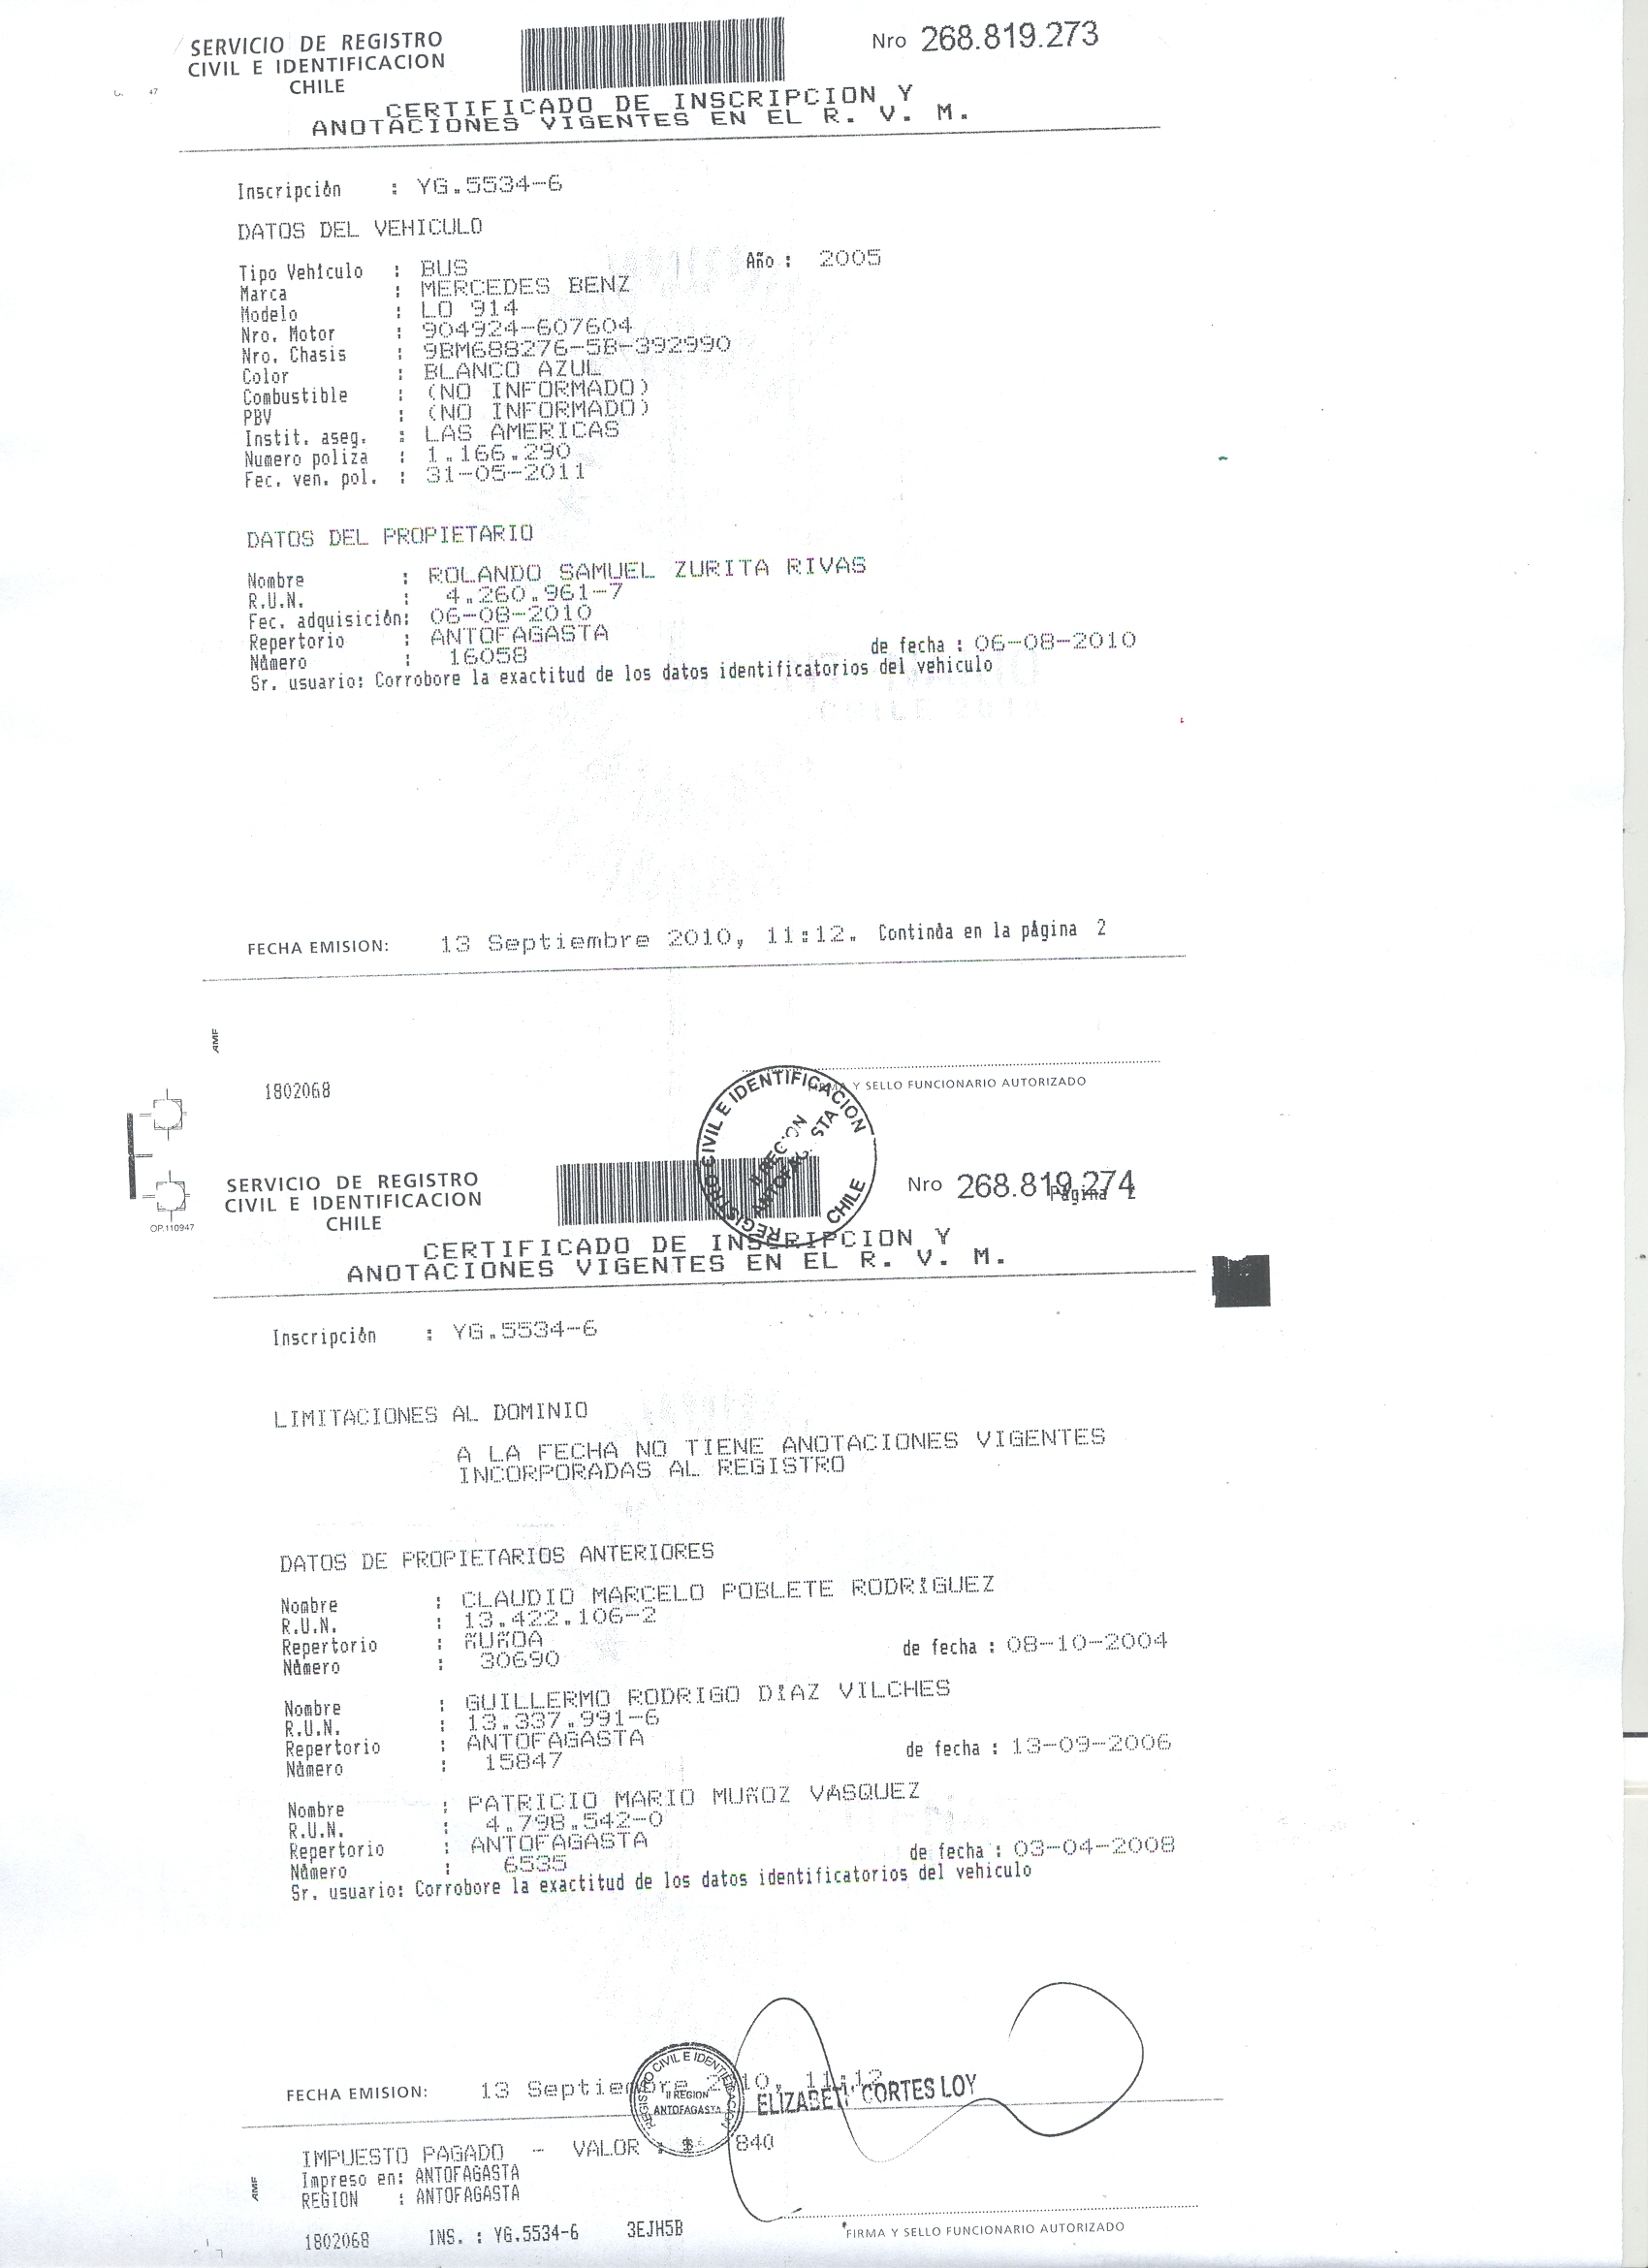 SERVICIO DE REGISTRO
CIVIL E IDENTIFICACION
CHILE
Nro 268.819.273
CERTIFICADO DE INSCRIPCION Y
ANOTACIONES VIGENTES EN EL R. V. M.
Inscripción : YG.5534-6
DATOS DEL VEHICULO
Tipo Vehículo : BUS Año : 2005
Marca : MERCEDES BENZ
Modelo : LO 914
Nro. Motor : 904924-607604
Nro. Chasis : 9BM688276-5B-392990
Color : BLANCO AZUL
Combustible : (NO INFORMADO)
PBV : (NO INFORMADO)
Instit. aseg. : LAS AMERICAS
Numero poliza : 1.166.290
Fec. ven. pol. : 31-05-2011
DATOS DEL PROPIETARIO
Nombre : ROLANDO SAMUEL ZURITA RIVAS
R.U.N. : 4.260.961-7
Fec. adquisición: 06-08-2010
Repertorio : ANTOFAGASTA
Número : 16058 de fecha : 06-08-2010
Sr. usuario: Corrobore la exactitud de los datos identificatorios del vehiculo
FECHA EMISION: 13 Septiembre 2010, 11:12. Continúa en la página 2
AMF
1802068
Y SELLO FUNCIONARIO AUTORIZADO
REGISTRO CIVIL E IDENTIFICACION
II REGION
CHILE
OP.110947
SERVICIO DE REGISTRO
CIVIL E IDENTIFICACION
CHILE
Nro 268.819.274
Página 2
CERTIFICADO DE INSCRIPCION Y
ANOTACIONES VIGENTES EN EL R. V. M.
Inscripción : YG.5534-6
LIMITACIONES AL DOMINIO
A LA FECHA NO TIENE ANOTACIONES VIGENTES
INCORPORADAS AL REGISTRO
DATOS DE PROPIETARIOS ANTERIORES
Nombre : CLAUDIO MARCELO POBLETE RODRIGUEZ
R.U.N. : 13.422.106-2
Repertorio : ÑUÑOA
Número : 30690 de fecha : 08-10-2004
Nombre : GUILLERMO RODRIGO DIAZ VILCHES
R.U.N. : 13.337.991-6
Repertorio : ANTOFAGASTA
Número : 15847 de fecha : 13-09-2006
Nombre : PATRICIO MARIO MUÑOZ VASQUEZ
R.U.N. : 4.798.542-0
Repertorio : ANTOFAGASTA
Número : 6535 de fecha : 03-04-2008
Sr. usuario: Corrobore la exactitud de los datos identificatorios del vehiculo
FECHA EMISION: 13 Septiembre 2010, 11:12
REGISTRO CIVIL E IDENTIFICACION
II REGION
ANTOFAGASTA
CORTES LOY
IMPUESTO PAGADO - VALOR : $ 840
Impreso en: ANTOFAGASTA
REGION : ANTOFAGASTA
AMF
1802068 INS. : YG.5534-6 3EJH5B
FIRMA Y SELLO FUNCIONARIO AUTORIZADO